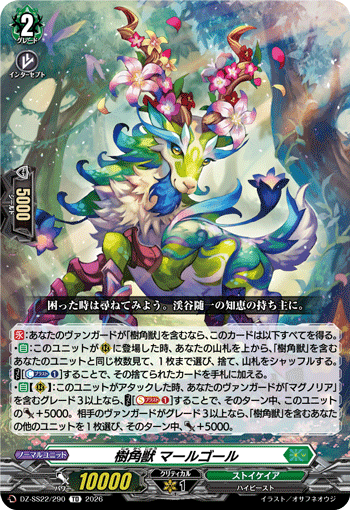 2
グレード
インターセプト
5000
シールド
困った時は尋ねてみよう。渓谷随一の知恵の持ち主に。
永:あなたのヴァンガードが「樹角獣」を含むなら、このカードは以下すべてを得る。
・自:このユニットがRに登場した時、あなたの山札を上から、「樹角獣」を含む
あなたのユニットと同じ枚数見て、1枚まで選び、捨て、山札をシャッフルする。
1することで、その捨てられたカードを手札に加える。
・自【R】:このユニットがアタックした時、あなたのヴァンガードが「マグノリア」
を含むグレード3以上なら、1することで、そのターン中、このユニット
の+5000。相手のヴァンガードがグレード3以上なら、「樹角獣」を含むあなた
の他のユニットを1枚選び、そのターン中、+5000。
ノーマルユニット
樹角獣 マールゴール
パワー
10000
クリティカル
1
ストイケイア
ハイビースト
DZ-SS22/290 TD 2026
イラスト/オサフネオウジ